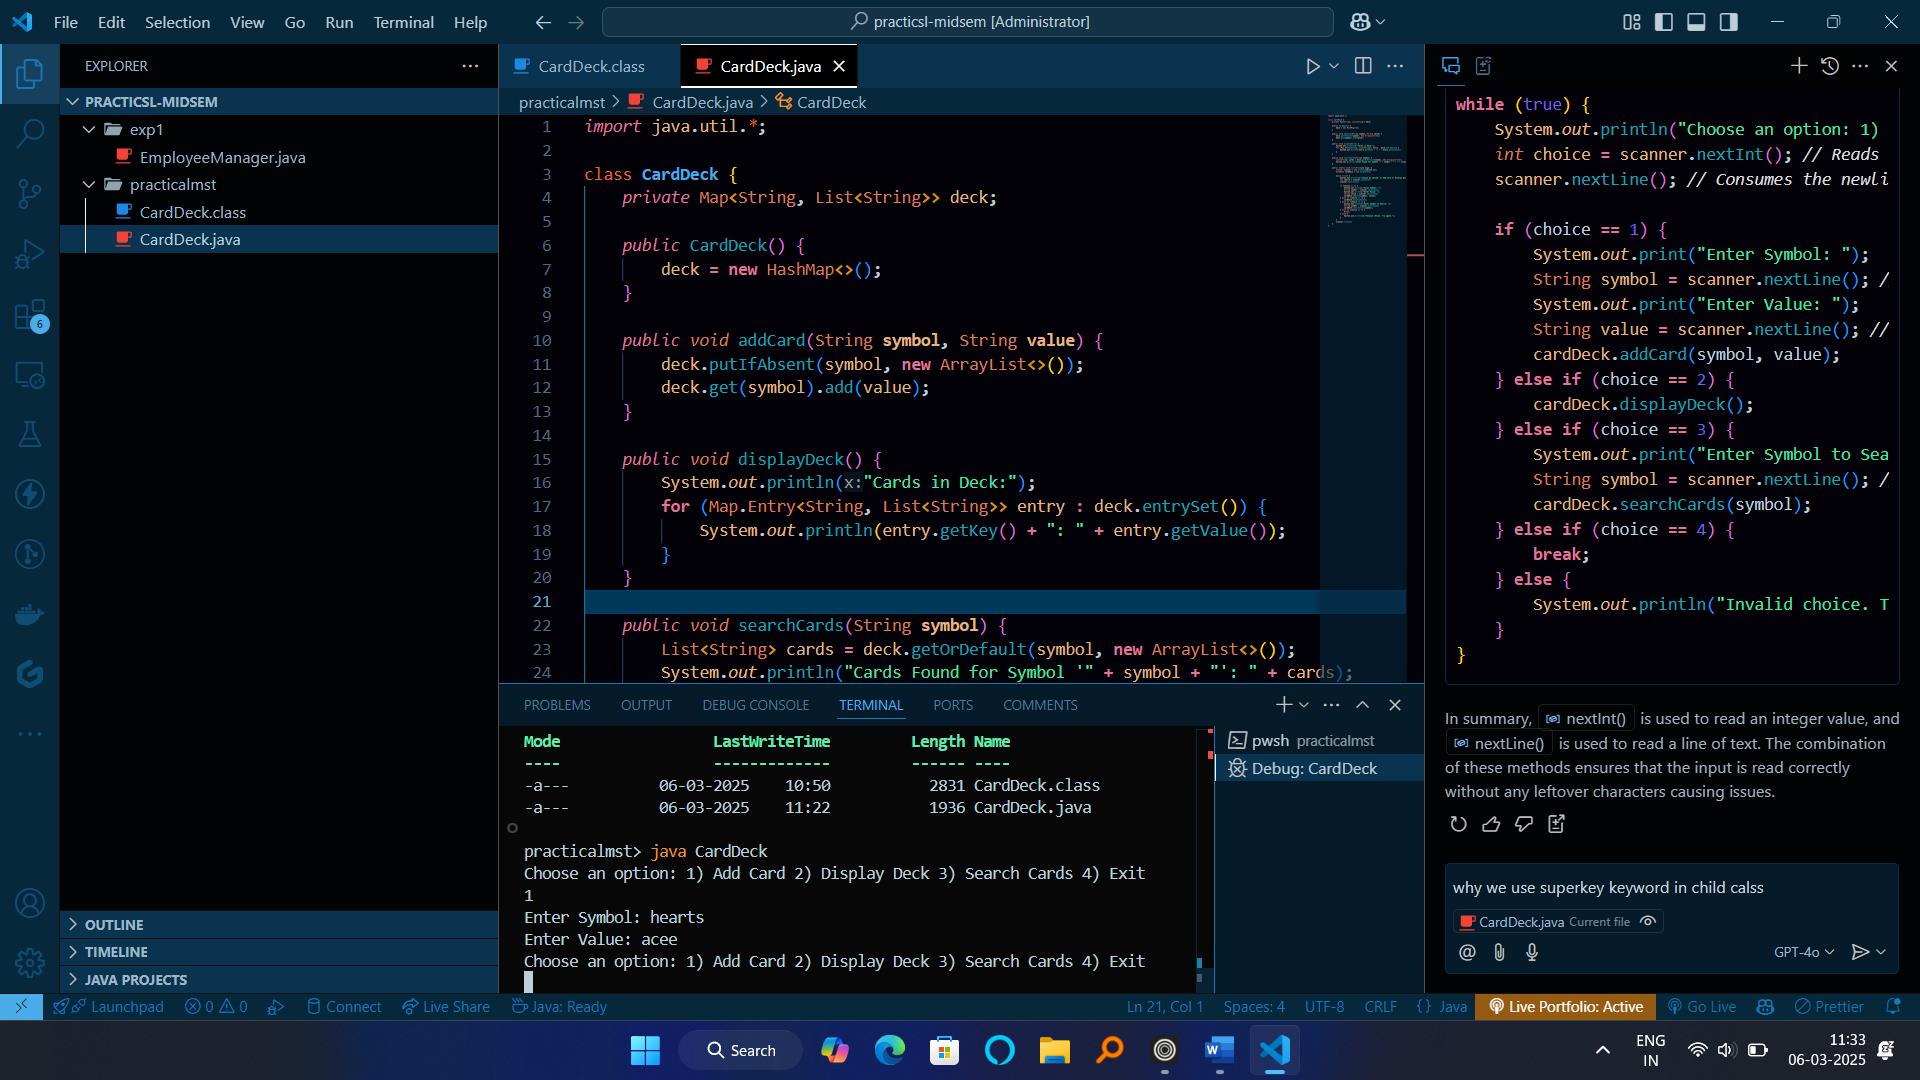 File Edit Selection View Go Run Terminal Help
practicsl-midsem [Administrator]
EXPLORER
PRACTICSL-MIDSEM
exp1
EmployeeManager.java
practicalmst
CardDeck.class
CardDeck.java
6
OUTLINE
TIMELINE
JAVA PROJECTS
CardDeck.class
CardDeck.java
practicalmst > CardDeck.java > CardDeck
1 import java.util.*;
2
3 class CardDeck {
4 private Map<String, List<String>> deck;
5
6 public CardDeck() {
7 deck = new HashMap<>();
8 }
9
10 public void addCard(String symbol, String value) {
11 deck.putIfAbsent(symbol, new ArrayList<>());
12 deck.get(symbol).add(value);
13 }
14
15 public void displayDeck() {
16 System.out.println(x:"Cards in Deck:");
17 for (Map.Entry<String, List<String>> entry : deck.entrySet()) {
18 System.out.println(entry.getKey() + ": " + entry.getValue());
19 }
20 }
21
22 public void searchCards(String symbol) {
23 List<String> cards = deck.getOrDefault(symbol, new ArrayList<>());
24 System.out.println("Cards Found for Symbol '" + symbol + "': " + cards);
PROBLEMS OUTPUT DEBUG CONSOLE TERMINAL PORTS COMMENTS
Mode LastWriteTime Length Name
---- ------------- ------ ----
-a--- 06-03-2025 10:50 2831 CardDeck.class
-a--- 06-03-2025 11:22 1936 CardDeck.java
practicalmst> java CardDeck
Choose an option: 1) Add Card 2) Display Deck 3) Search Cards 4) Exit
1
Enter Symbol: hearts
Enter Value: acee
Choose an option: 1) Add Card 2) Display Deck 3) Search Cards 4) Exit
pwsh practicalmst
Debug: CardDeck
while (true) {
System.out.println("Choose an option: 1)
int choice = scanner.nextInt(); // Reads
scanner.nextLine(); // Consumes the newli
if (choice == 1) {
System.out.print("Enter Symbol: ");
String symbol = scanner.nextLine(); /
System.out.print("Enter Value: ");
String value = scanner.nextLine(); //
cardDeck.addCard(symbol, value);
} else if (choice == 2) {
cardDeck.displayDeck();
} else if (choice == 3) {
System.out.print("Enter Symbol to Sea
String symbol = scanner.nextLine(); /
cardDeck.searchCards(symbol);
} else if (choice == 4) {
break;
} else {
System.out.println("Invalid choice. T
}
}
In summary, nextInt() is used to read an integer value, and
nextLine() is used to read a line of text. The combination
of these methods ensures that the input is read correctly
without any leftover characters causing issues.
why we use superkey keyword in child calss
CardDeck.java Current file
GPT-4o
Launchpad 0 0 Connect Live Share Java: Ready
Ln 21, Col 1 Spaces: 4 UTF-8 CRLF {} Java Live Portfolio: Active Go Live Prettier
Search
ENG
IN
11:33
06-03-2025